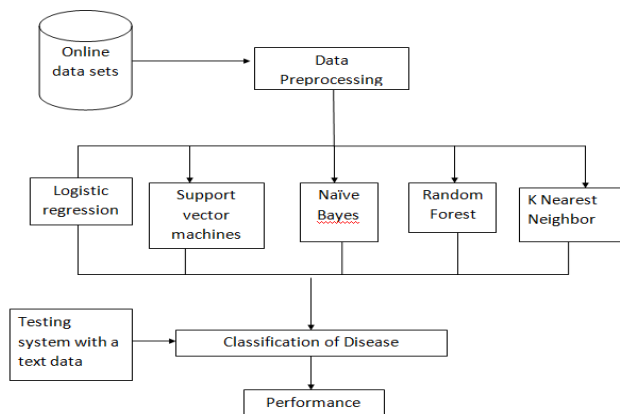 Online
data sets
Data
Preprocessing
Logistic
regression
Support
vector
machines
Naïve
Bayes
Random
Forest
K Nearest
Neighbor
Testing
system with a
text data
Classification of Disease
Performance